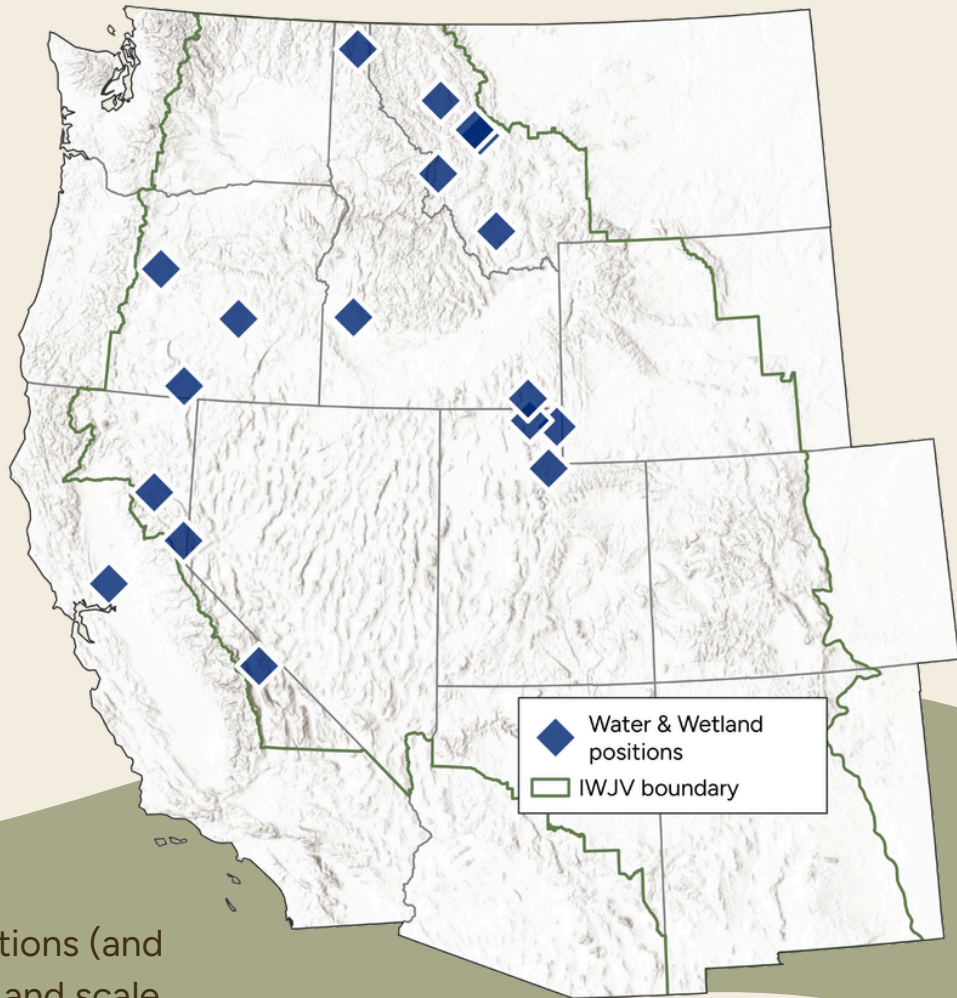 Water & Wetland
positions
IWJV boundary
tions (and
and scale